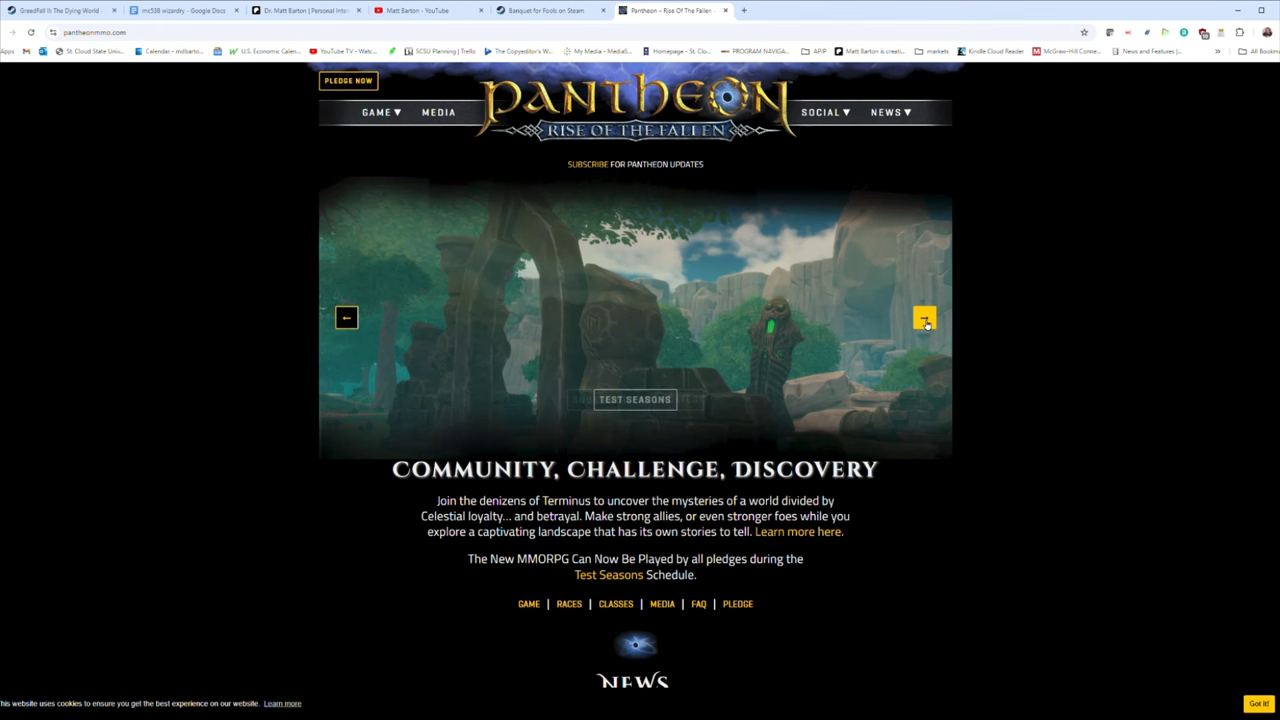 GreedFall II: The Dying World -
mc538 wizardry - Google Docs
Dr. Matt Barton | Personal Inter
Matt Barton - YouTube
Banquet for Fools on Steam
Pantheon – Rise Of The Fallen
pantheonmmo.com
Apps
St. Cloud State Univ...
Calendar - mdbarto...
U.S. Economic Calen...
YouTube TV - Watc...
SCSU Planning | Trello
The Copyeditor's W...
My Media - MediaS...
Homepage - St. Clo...
PROGRAM NAVIGA...
APIP
Matt Barton is creati...
markets
Kindle Cloud Reader
McGraw-Hill Conne...
News and Features |...
All Bookm
PLEDGE NOW
GAME▼ MEDIA
PANTHEON
RISE OF THE FALLEN
SOCIAL▼ NEWS▼
SUBSCRIBE FOR PANTHEON UPDATES
← →
TEST SEASONS
COMMUNITY, CHALLENGE, DISCOVERY
Join the denizens of Terminus to uncover the mysteries of a world divided by
Celestial loyalty... and betrayal. Make strong allies, or even stronger foes while you
explore a captivating landscape that has its own stories to tell. Learn more here.
The New MMORPG Can Now Be Played by all pledges during the
Test Seasons Schedule.
GAME | RACES | CLASSES | MEDIA | FAQ | PLEDGE
NEWS
This website uses cookies to ensure you get the best experience on our website. Learn more
Got it!